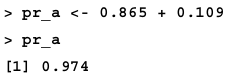 > pr_a <- 0.865 + 0.109
> pr_a
[1] 0.974